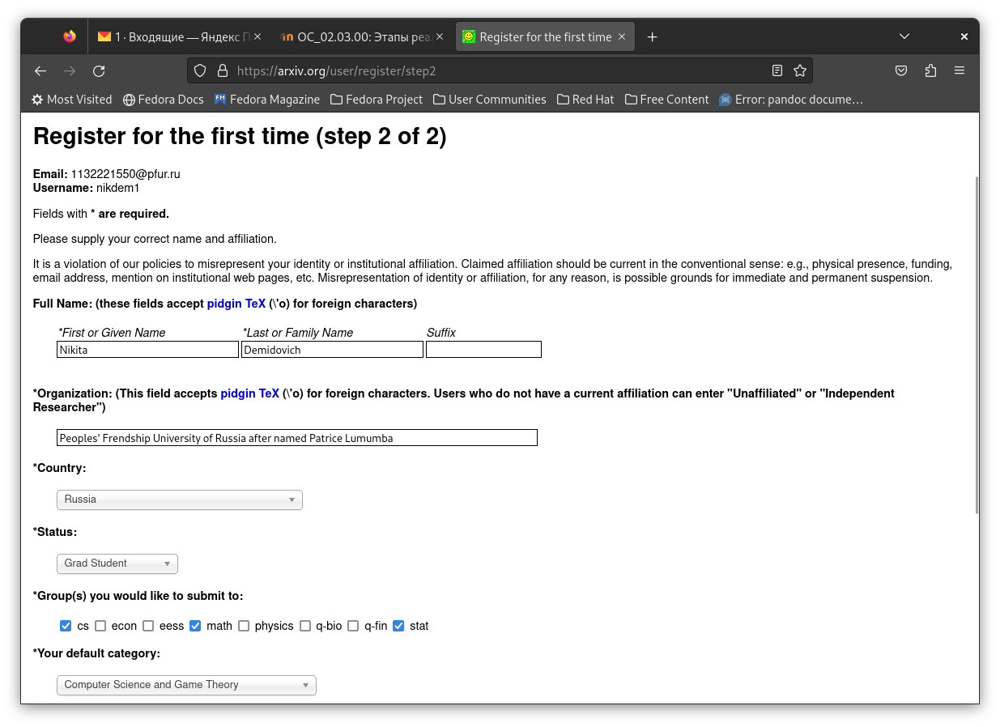 1 · Входящие — Яндекс П
ОС_02.03.00: Этапы реа
Register for the first time
https://arxiv.org/user/register/step2
Most Visited Fedora Docs Fedora Magazine Fedora Project User Communities Red Hat Free Content Error: pandoc docume…
Register for the first time (step 2 of 2)
Email: 1132221550@pfur.ru
Username: nikdem1
Fields with * are required.
Please supply your correct name and affiliation.
It is a violation of our policies to misrepresent your identity or institutional affiliation. Claimed affiliation should be current in the conventional sense: e.g., physical presence, funding,
email address, mention on institutional web pages, etc. Misrepresentation of identity or affiliation, for any reason, is possible grounds for immediate and permanent suspension.
Full Name: (these fields accept pidgin TeX (\'o) for foreign characters)
*First or Given Name *Last or Family Name Suffix
Nikita Demidovich
*Organization: (This field accepts pidgin TeX (\'o) for foreign characters. Users who do not have a current affiliation can enter "Unaffiliated" or "Independent
Researcher")
Peoples' Frendship University of Russia after named Patrice Lumumba
*Country:
Russia
*Status:
Grad Student
*Group(s) you would like to submit to:
cs econ eess math physics q-bio q-fin stat
*Your default category:
Computer Science and Game Theory